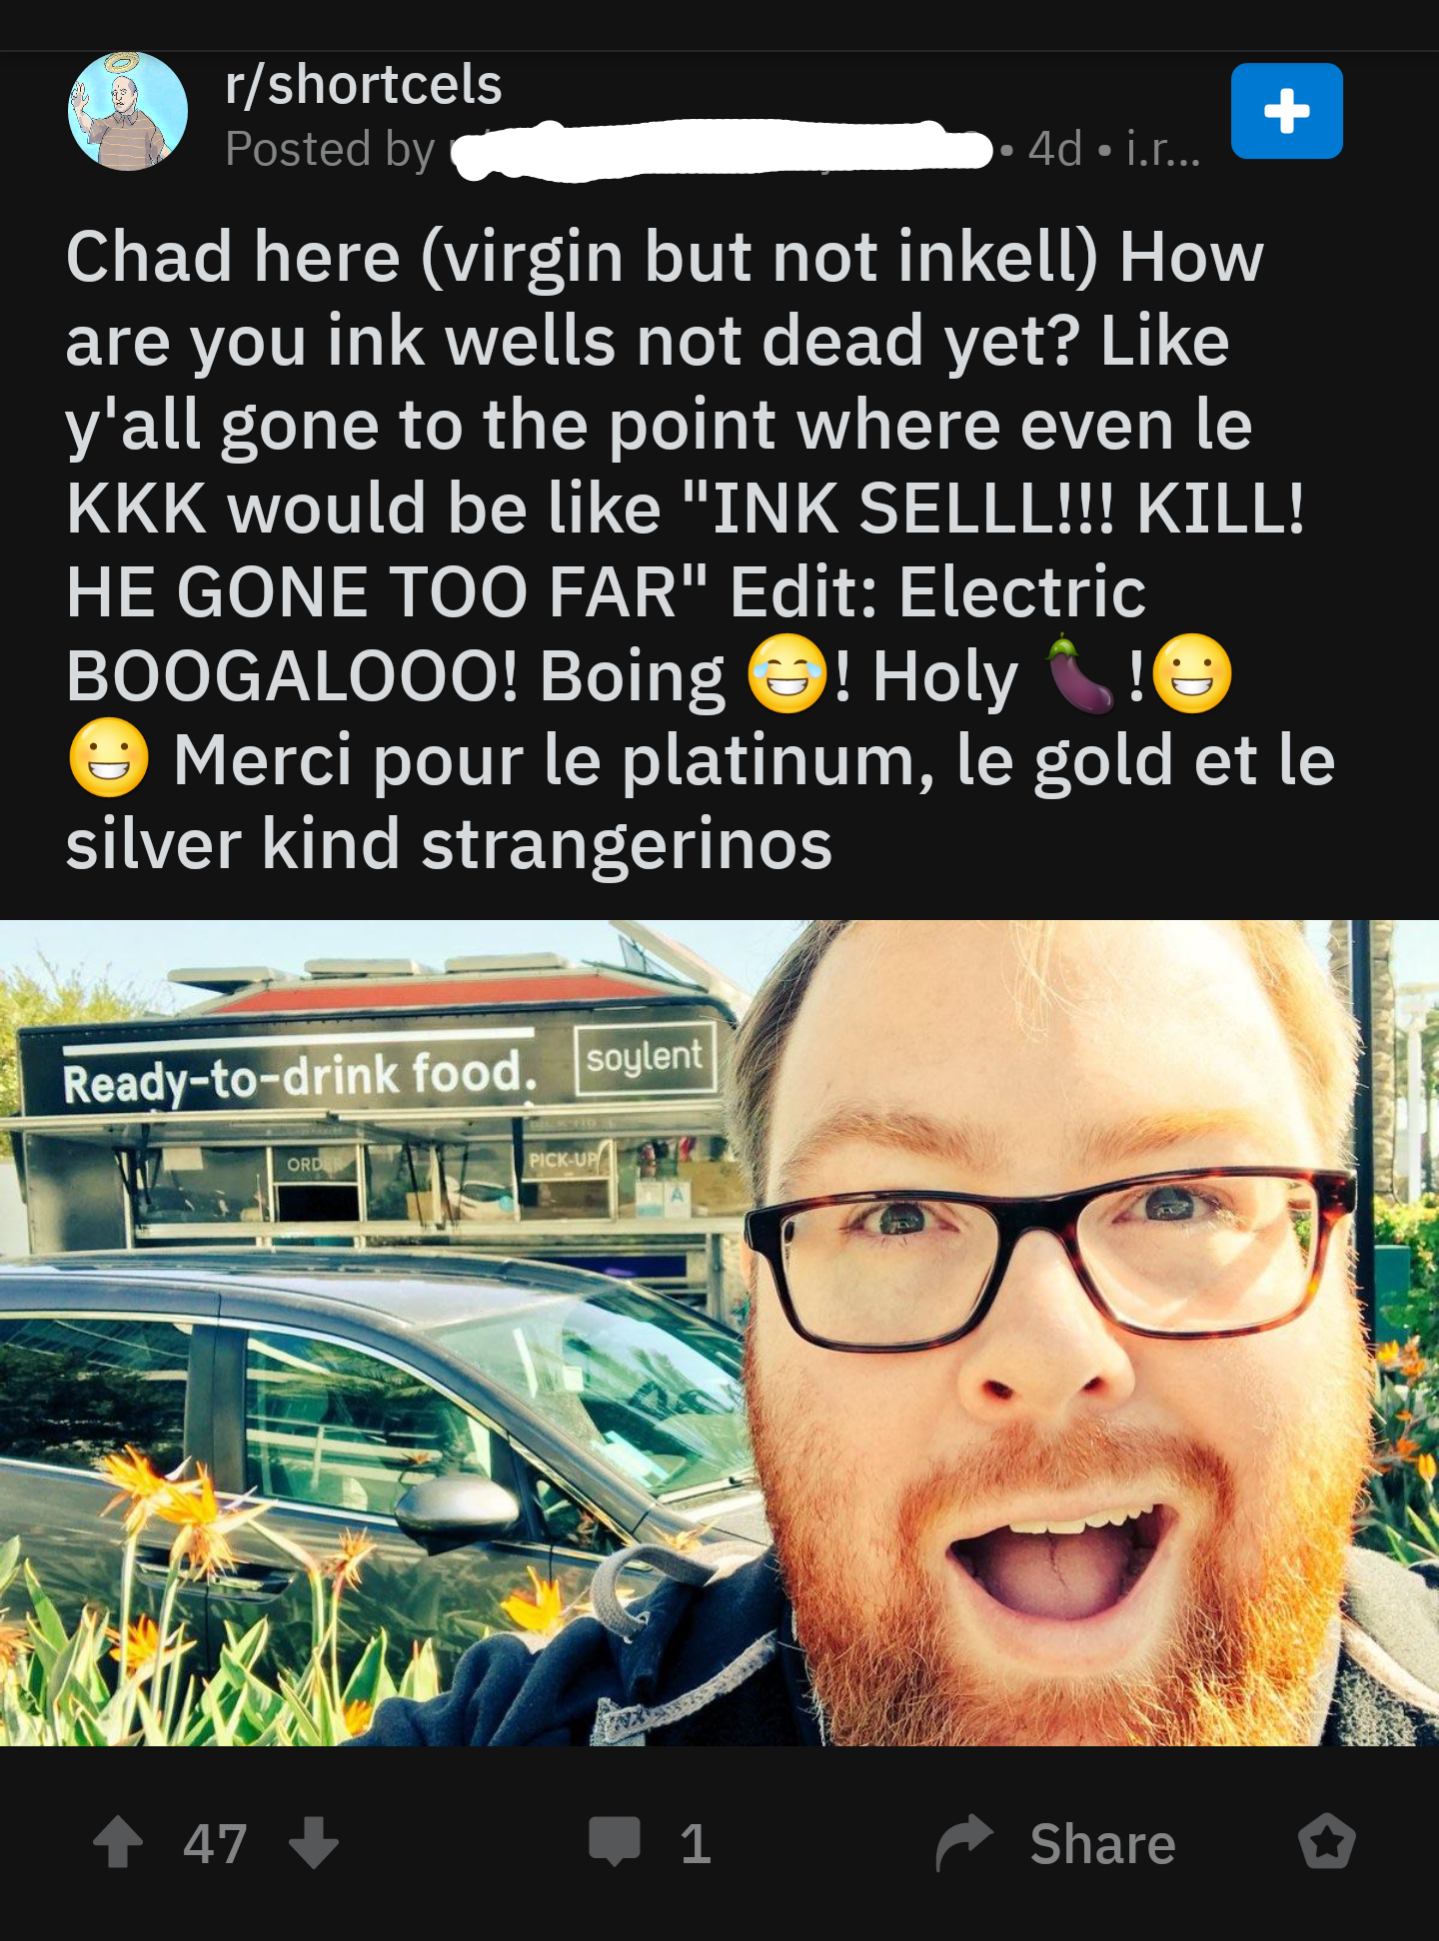 r/shortcels
Posted by
• 4d • i.r...
Chad here (virgin but not inkell) How
are you ink wells not dead yet? Like
y'all gone to the point where even le
KKK would be like "INK SELLL!!! KILL!
HE GONE TOO FAR" Edit: Electric
BOOGALOOO! Boing 😂! Holy 🍆!😀
😀 Merci pour le platinum, le gold et le
silver kind strangerinos
Ready-to-drink food.
soylent
ORDER
PICK-UP
A
47
1
Share